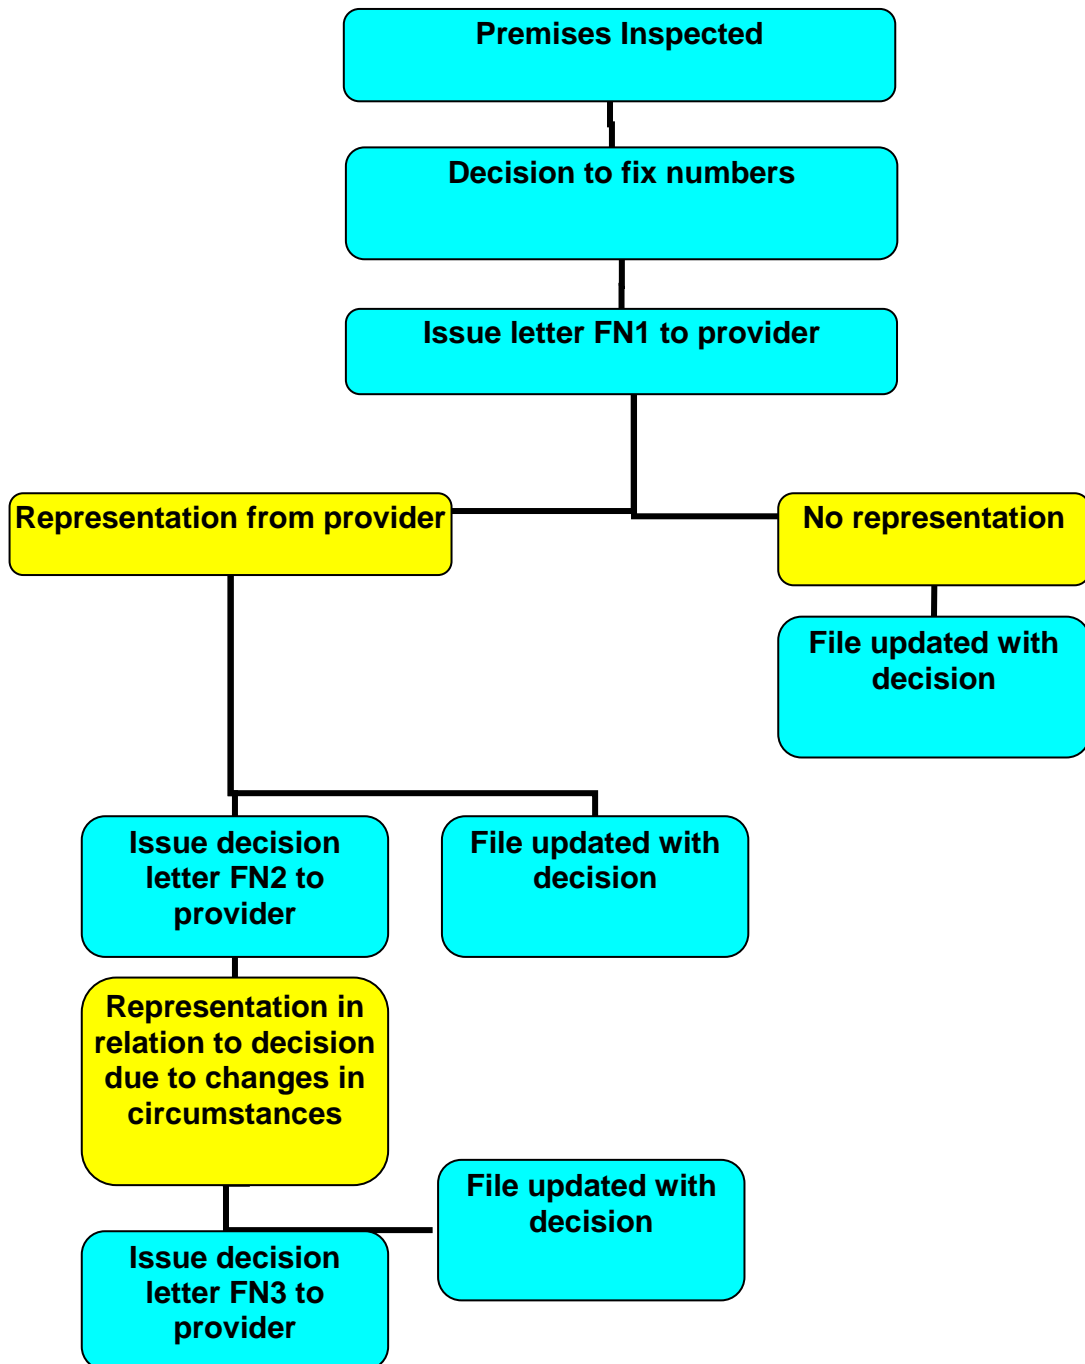 Premises Inspected
Decision to fix numbers
Issue letter FN1 to provider
Representation from provider
No representation
File updated with
decision
Issue decision
letter FN2 to
provider
File updated with
decision
Representation in
relation to decision
due to changes in
circumstances
File updated with
decision
Issue decision
letter FN3 to
provider